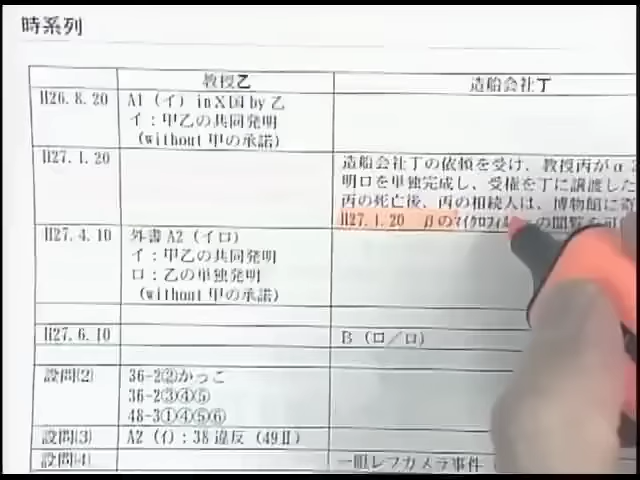 時系列
教授乙
造船会社丁
H26.8.20
A1（イ）in X国 by 乙
イ：甲乙の共同発明
（without 甲の承諾）
H27.1.20
造船会社丁の依頼を受け、教授丙がα
明ロを単独完成し、受権を丁に譲渡した
丙の死亡後、丙の相続人は、博物館に
H27.1.20 βのマイクロフィル の閲覧を
H27.4.10
外書A2（イロ）
イ：甲乙の共同発明
ロ：乙の単独発明
（without 甲の承諾）
H27.6.10
B（ロ／ロ）
設問(2)
36-2②かっこ
36-2③④⑤
48-3①④⑤⑥
設問(3)
A2（イ）：38違反（49Ⅱ）
設問(4)
一眼レフカメラ事件（